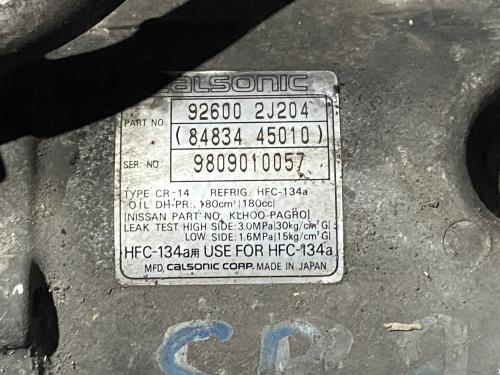 calsonic
PART NO. 92600 2J204
(84834 45010)
SER. NO. 9809010057
TYPE CR-14 REFRIG. HFC-134a
OIL DH-PR: 180cm³(180cc)
(NISSAN PART NO. KLH00-PAGR0)
LEAK TEST HIGH SIDE: 3.0MPa(30kg/cm²G)
LOW SIDE: 1.6MPa(15kg/cm²G)
HFC-134a用 USE FOR HFC-134a
MFD. CALSONIC CORP. MADE IN JAPAN